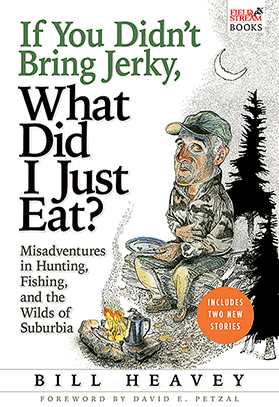 If You Didn't
Bring Jerky,
What
Did
I Just
Eat?
FIELD & STREAM
BOOKS
Misadventures
in Hunting,
Fishing,
and the
Wilds of
Suburbia
INCLUDES
TWO NEW
STORIES
BILL HEAVEY
FOREWORD BY DAVID E. PETZAL